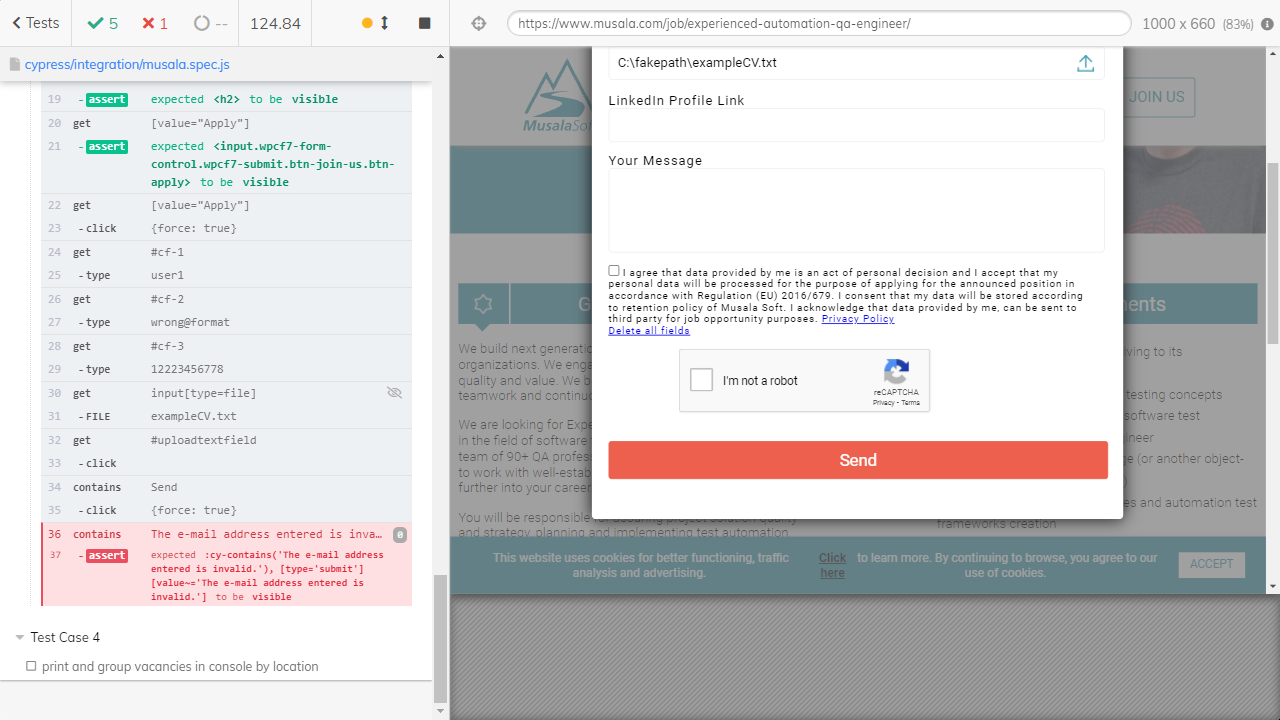 Tests
5
1
--
124.84
https://www.musala.com/job/experienced-automation-qa-engineer/
1000 x 660 (83%)
cypress/integration/musala.spec.js
19 -assert expected <h2> to be visible
20 get [value="Apply"]
21 -assert expected <input.wpcf7-form-
control.wpcf7-submit.btn-join-us.btn-
apply> to be visible
22 get [value="Apply"]
23 -click {force: true}
24 get #cf-1
25 -type user1
26 get #cf-2
27 -type wrong@format
28 get #cf-3
29 -type 12223456778
30 get input[type=file]
31 -FILE exampleCV.txt
32 get #uploadtextfield
33 -click
34 contains Send
35 -click {force: true}
36 contains The e-mail address entered is inva… 0
37 -assert expected :cy-contains('The e-mail address
entered is invalid.'), [type='submit']
[value~='The e-mail address entered is
invalid.'] to be visible
Test Case 4
print and group vacancies in console by location
MusalaSoft
JOIN US
C:\fakepath\exampleCV.txt
LinkedIn Profile Link
Your Message
I agree that data provided by me is an act of personal decision and I accept that my
personal data will be processed for the purpose of applying for the announced position in
accordance with Regulation (EU) 2016/679. I consent that my data will be stored according
to retention policy of Musala Soft. I acknowledge that data provided by me, can be sent to
third party for job opportunity purposes. Privacy Policy
Delete all fields
I'm not a robot
reCAPTCHA
Privacy - Terms
Send
We build next generatio
organizations. We enga
quality and value. We b
teamwork and continuo
We are looking for Expe
in the field of software
team of 90+ QA profes
to work with well-estab
further into your career
You will be responsible for assuring project solution quality
and strategy, planning and implementing test automation
ments
iving to its
testing concepts
software test
gineer
ge (or another object-
)
es and automation test
frameworks creation
This website uses cookies for better functioning, traffic
analysis and advertising.
Click
here
to learn more. By continuing to browse, you agree to our
use of cookies.
ACCEPT